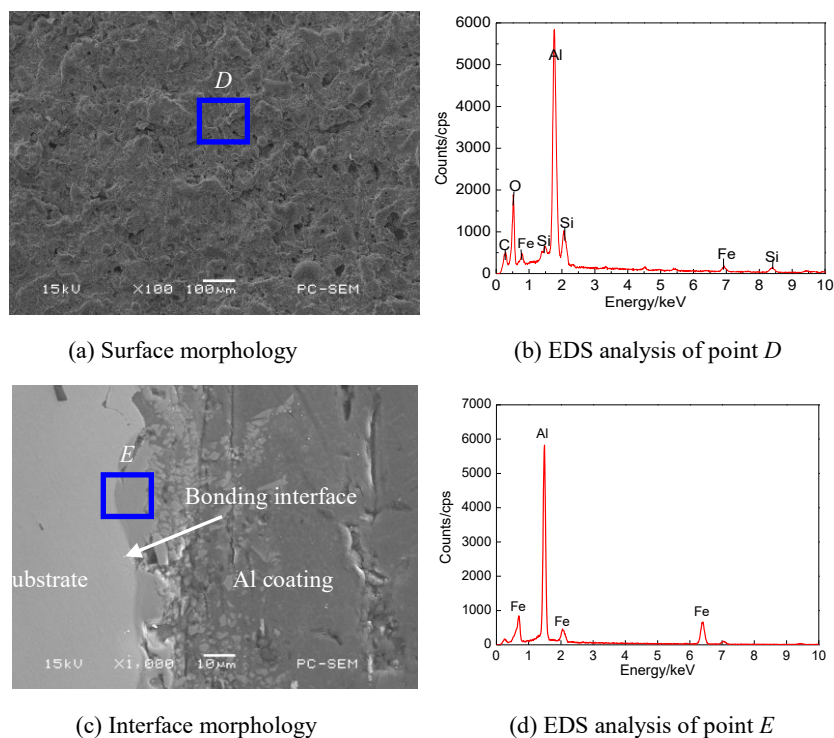 D
15kV ×100 100μm PC-SEM
(a) Surface morphology
6000
5000
4000
3000
2000
1000
0
Counts/cps
Al
O
C
Fe
Si
Si
Fe
Si
0 1 2 3 4 5 6 7 8 9 10
Energy/keV
(b) EDS analysis of point D
E
Bonding interface
ubstrate
Al coating
15kV ×1,000 10μm PC-SEM
(c) Interface morphology
7000
6000
5000
4000
3000
2000
1000
0
Counts/cps
Al
Fe
Fe
Fe
0 1 2 3 4 5 6 7 8 9 10
Energy/keV
(d) EDS analysis of point E